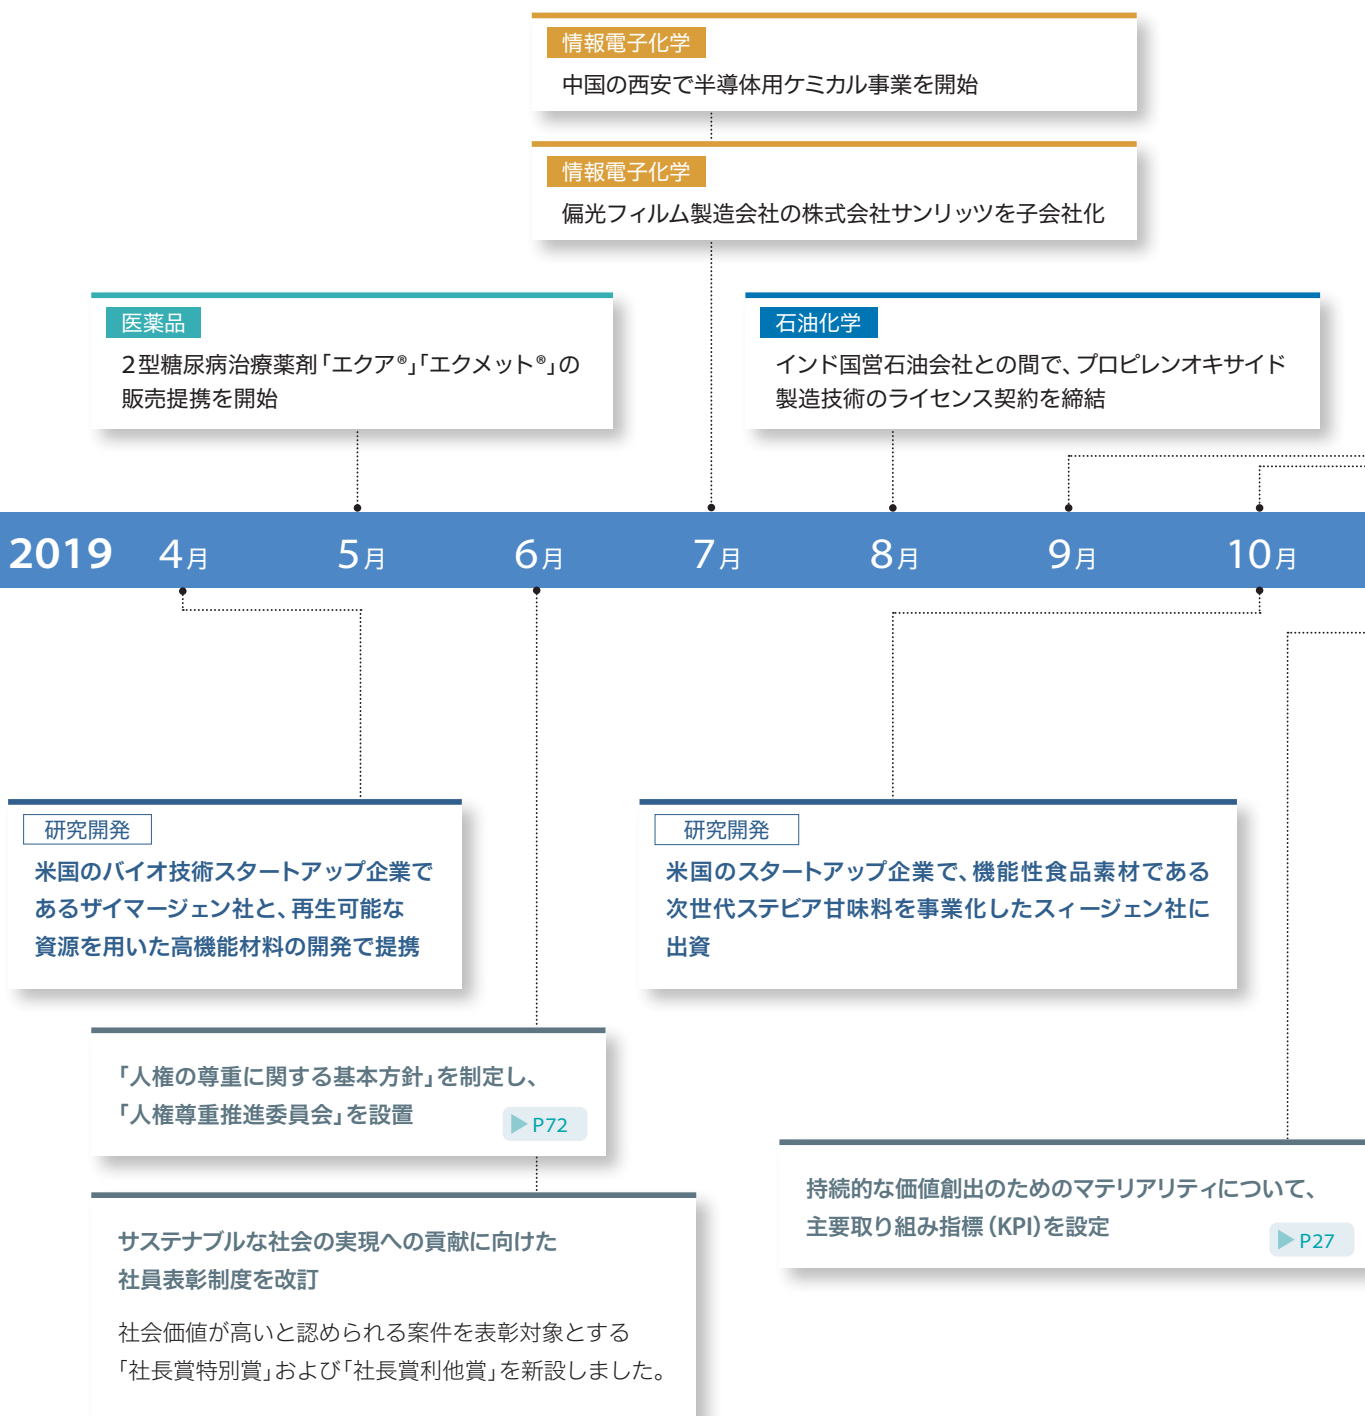 情報電子化学
中国の西安で半導体用ケミカル事業を開始
情報電子化学
偏光フィルム製造会社の株式会社サンリッツを子会社化
医薬品
2型糖尿病治療薬剤「エクア®」「エクメット®」の
販売提携を開始
石油化学
インド国営石油会社との間で、プロピレンオキサイド
製造技術のライセンス契約を締結
2019 4月 5月 6月 7月 8月 9月 10月
研究開発
米国のバイオ技術スタートアップ企業で
あるザイマージェン社と、再生可能な
資源を用いた高機能材料の開発で提携
研究開発
米国のスタートアップ企業で、機能性食品素材である
次世代ステビア甘味料を事業化したスィージェン社に
出資
「人権の尊重に関する基本方針」を制定し、
「人権尊重推進委員会」を設置
▶P72
持続的な価値創出のためのマテリアリティについて、
主要取り組み指標(KPI)を設定
▶P27
サステナブルな社会の実現への貢献に向けた
社員表彰制度を改訂
社会価値が高いと認められる案件を表彰対象とする
「社長賞特別賞」および「社長賞利他賞」を新設しました。